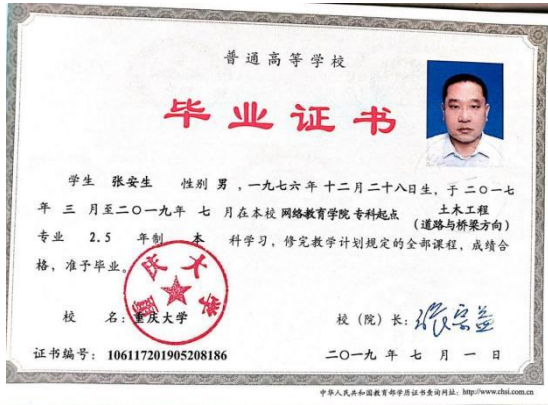 普通高等学校
毕业证书
学生 张安生 性别 男 ，一九七六年 十二月二十八日生，于二〇一七
年 三 月至二〇一九年 七 月在本校 网络教育学院 专科起点 土木工程
（道路与桥梁方向）
专业 2.5 年制 本 科学习，修完教学计划规定的全部课程，成绩合
格，准予毕业。
重庆大学
校 名：重庆大学 校（院）长：张宗益
证书编号：106117201905208186 二〇一九 年 七 月 一 日
中华人民共和国教育部学历证书查询网址：http://www.chsi.com.cn